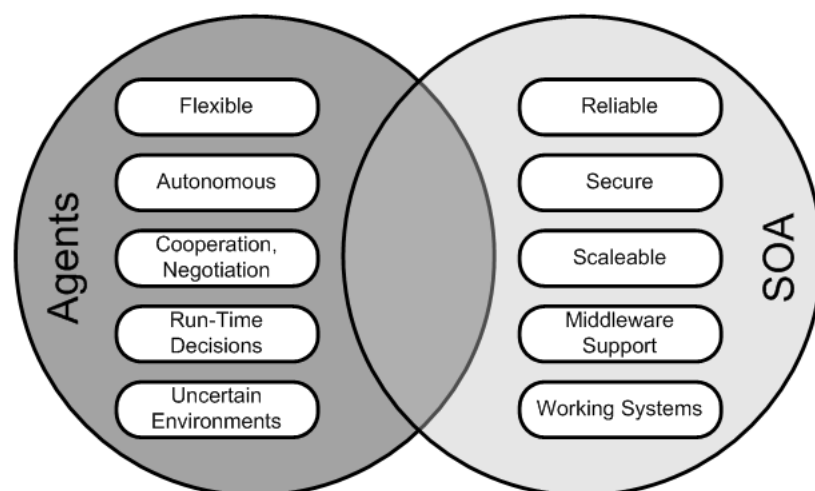 Agents
Flexible
Autonomous
Cooperation,
Negotiation
Run-Time
Decisions
Uncertain
Environments
Reliable
Secure
Scaleable
Middleware
Support
Working Systems
SOA